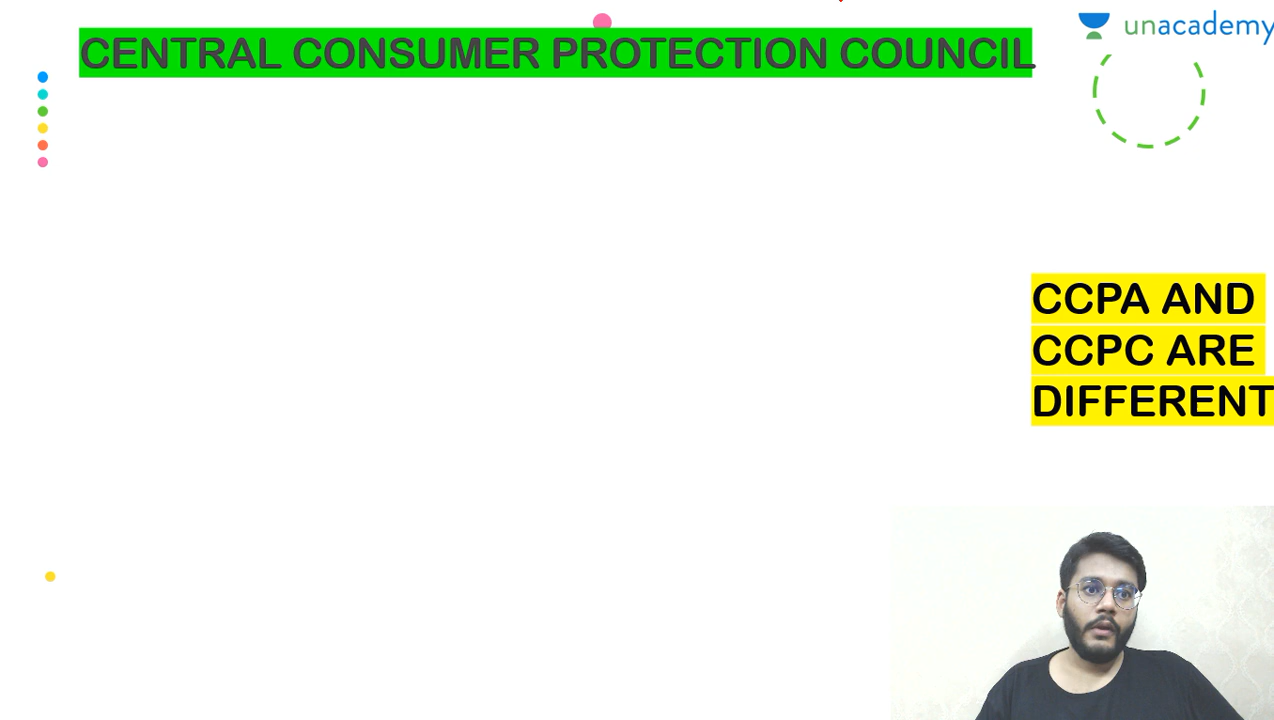 CENTRAL CONSUMER PROTECTION COUNCIL
unacademy
CCPA AND
CCPC ARE
DIFFERENT